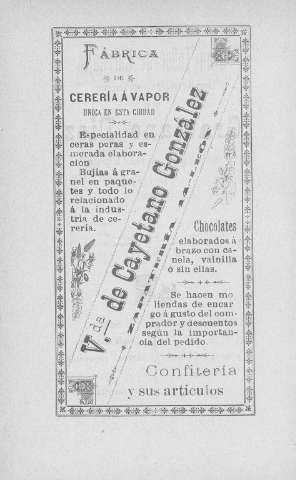 FÁBRICA
DE
CERERÍA Á VAPOR
UNICA EN ESTA CIUDAD
Especialidad en
ceras puras y es-
merada elabora-
ción
Bujías á gra-
nel en paque-
tes y todo lo
relacionado
á la indus-
tria de ce-
rería.
V.da de Cayetano González
Chocolates
elaborados á
brazo con ca-
nela, vainilla
ó sin ellas.
Se hacen mo-
liendas de encar-
go á gusto del com-
prador y descuentos
según la importan-
cia del pedido.
Confitería
y sus artículos